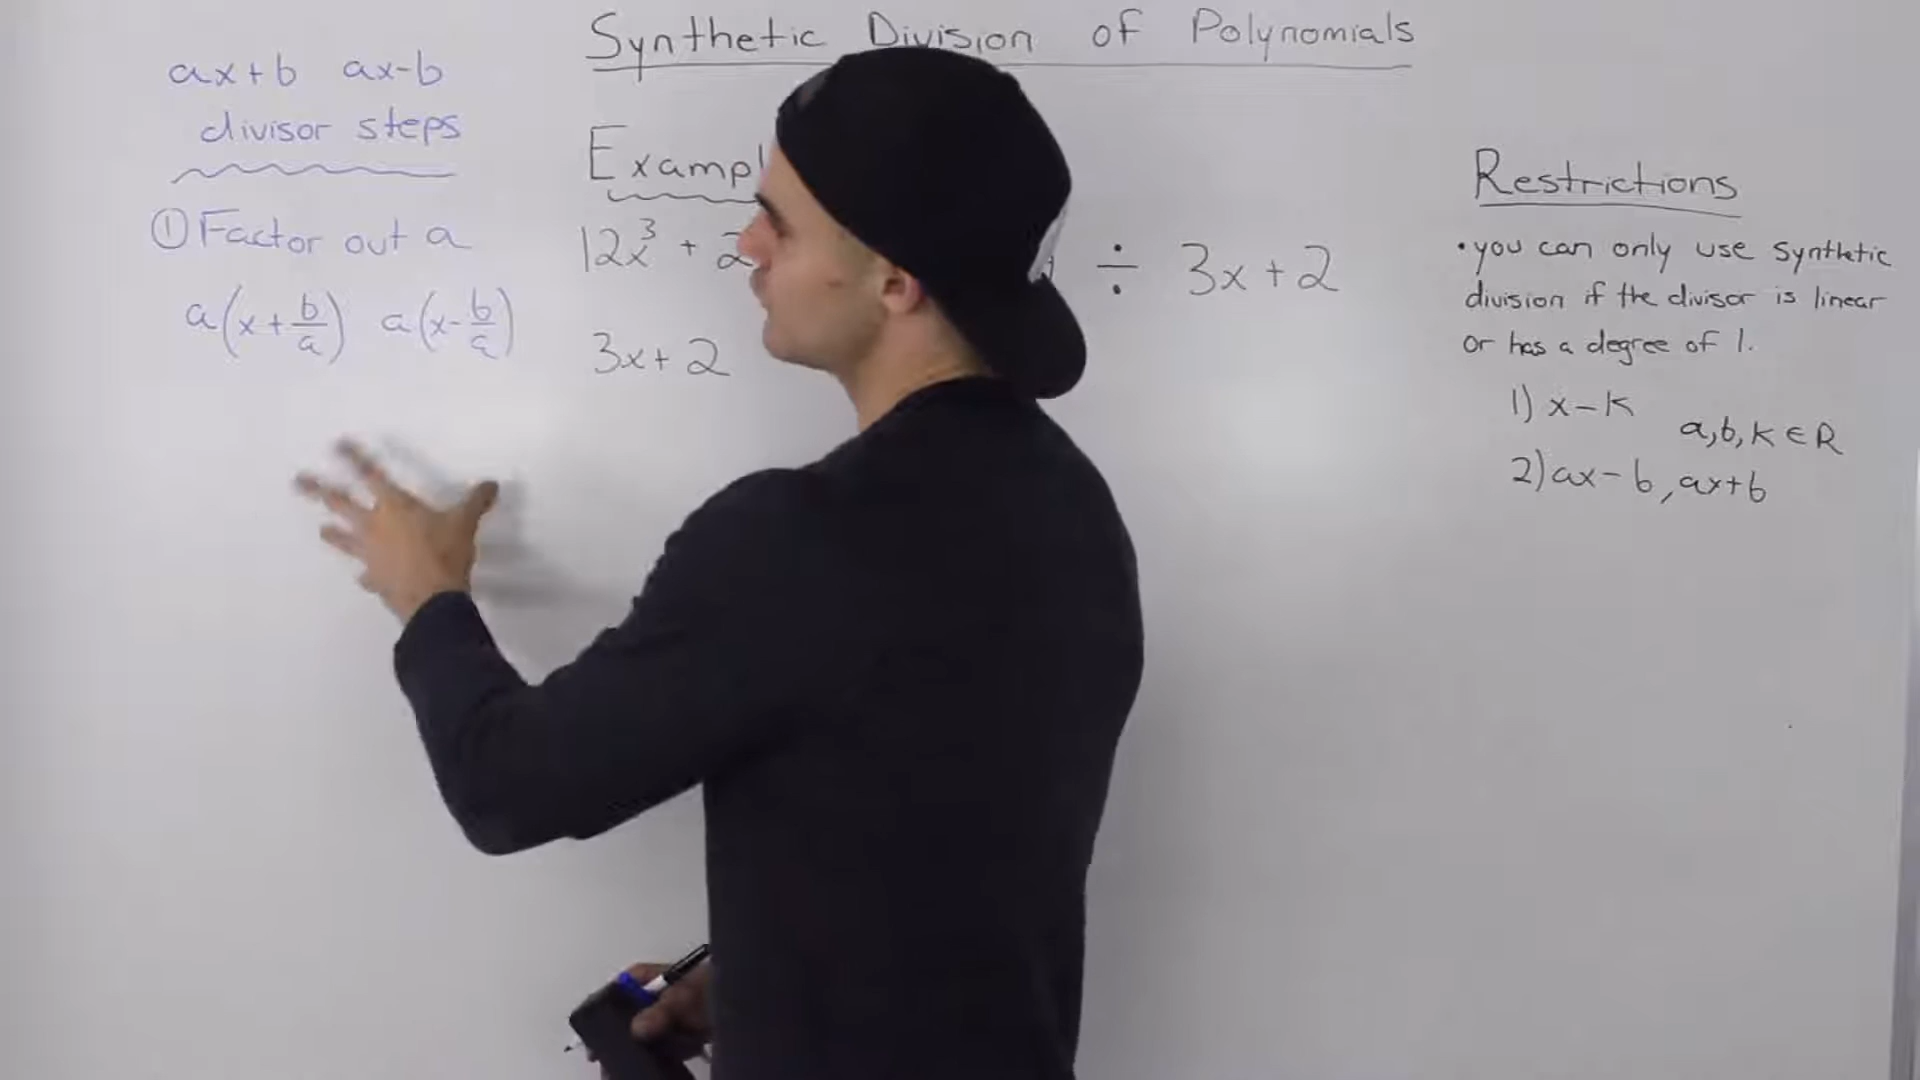 Synthetic Division of Polynomials
ax+b ax-b
divisor steps
① Factor out a
a(x+b/a) a(x-b/a)
12x³ + 2
÷ 3x+2
3x+2
Restrictions
• you can only use synthetic
division if the divisor is linear
or has a degree of 1.
1) x-K
a,b,K ∈ R
2) ax-b, ax+b